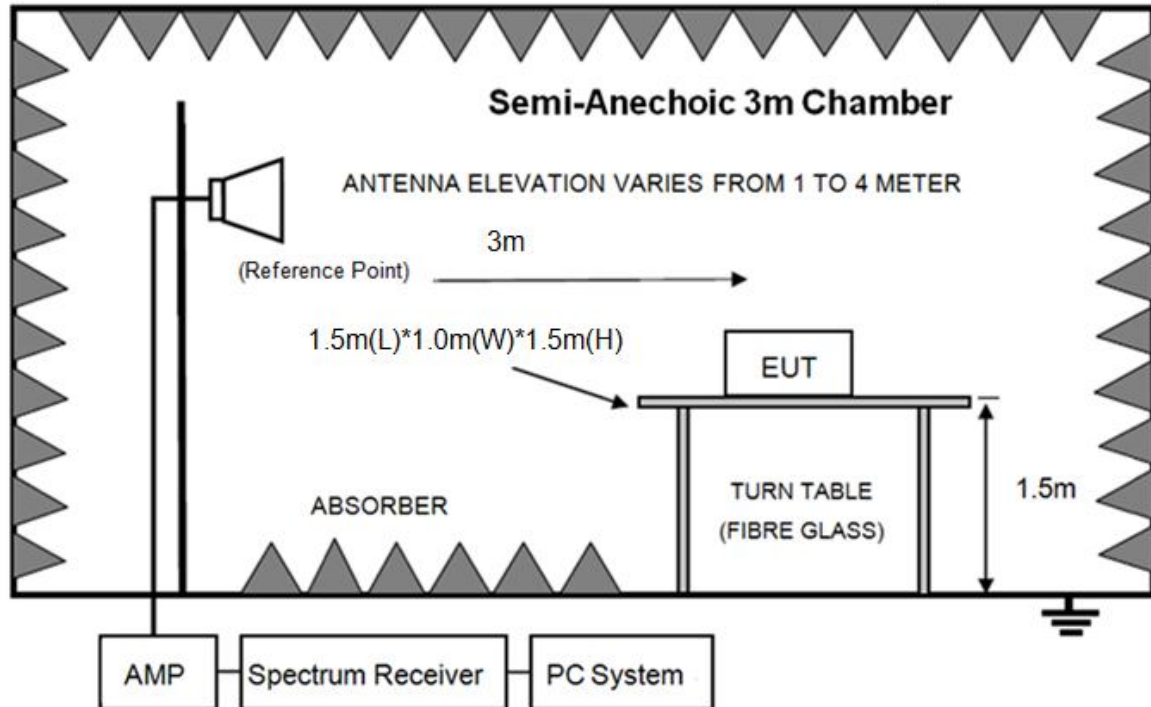 Semi-Anechoic 3m Chamber
ANTENNA ELEVATION VARIES FROM 1 TO 4 METER
3m
(Reference Point)
1.5m(L)*1.0m(W)*1.5m(H)
EUT
TURN TABLE
(FIBRE GLASS)
1.5m
ABSORBER
AMP
Spectrum Receiver
PC System